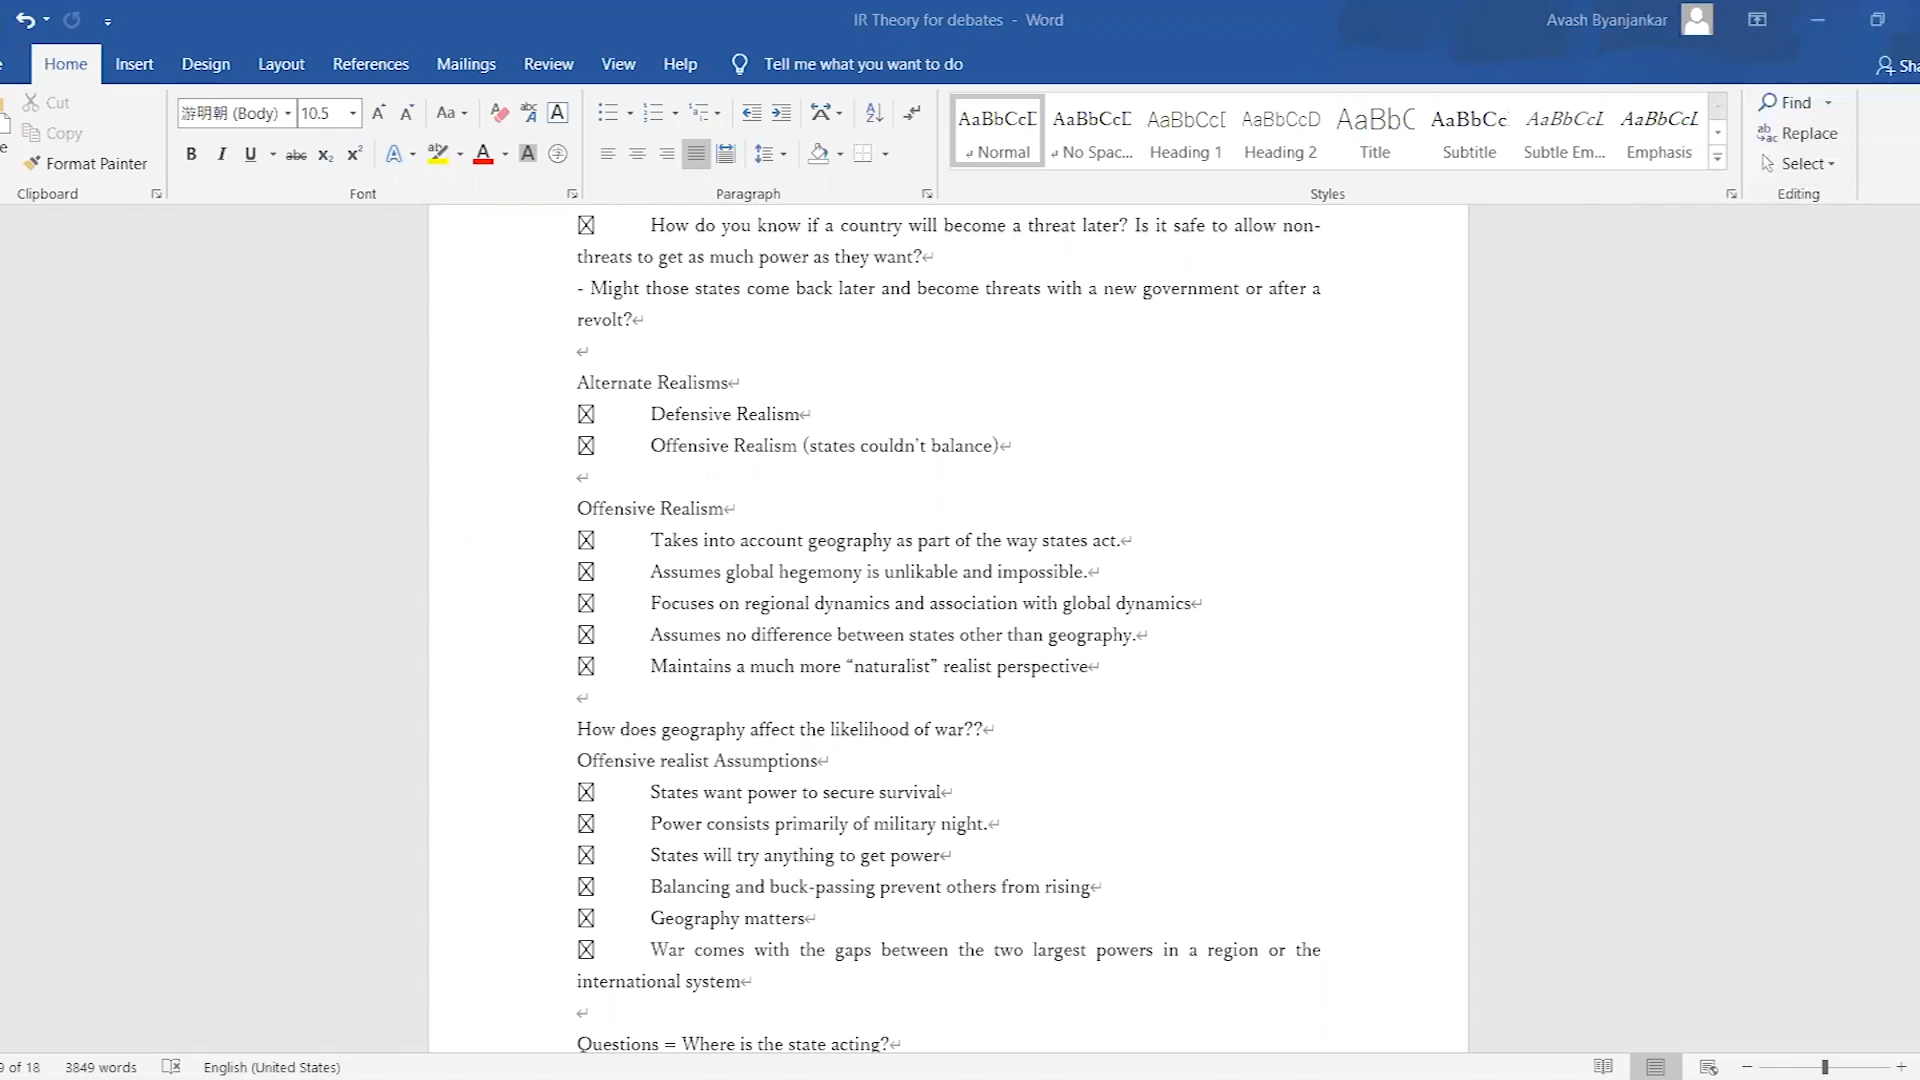 IR Theory for debates - Word
Avash Byanjankar
Home Insert Design Layout References Mailings Review View Help Tell me what you want to do
Cut
Copy
Format Painter
Clipboard
游明朝 (Body) 10.5
Font
Paragraph
AaBbCcD AaBbCcD AaBbCcD AaBbCcD AaBbC AaBbCc AaBbCcL AaBbCcL
Normal No Spac... Heading 1 Heading 2 Title Subtitle Subtle Em... Emphasis
Styles
Find
Replace
Select
Editing
How do you know if a country will become a threat later? Is it safe to allow non-
threats to get as much power as they want?
- Might those states come back later and become threats with a new government or after a
revolt?
Alternate Realisms
Defensive Realism
Offensive Realism (states couldn't balance)
Offensive Realism
Takes into account geography as part of the way states act.
Assumes global hegemony is unlikable and impossible.
Focuses on regional dynamics and association with global dynamics
Assumes no difference between states other than geography.
Maintains a much more “naturalist” realist perspective
How does geography affect the likelihood of war??
Offensive realist Assumptions
States want power to secure survival
Power consists primarily of military night.
States will try anything to get power
Balancing and buck-passing prevent others from rising
Geography matters
War comes with the gaps between the two largest powers in a region or the
international system
Questions = Where is the state acting?
of 18 3849 words English (United States)